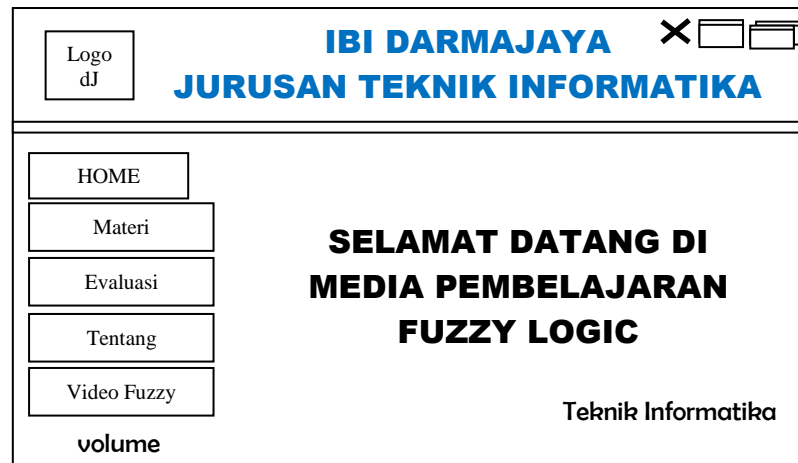 Logo
dJ
IBI DARMAJAYA
JURUSAN TEKNIK INFORMATIKA
HOME
Materi
Evaluasi
Tentang
Video Fuzzy
volume
SELAMAT DATANG DI
MEDIA PEMBELAJARAN
FUZZY LOGIC
Teknik Informatika